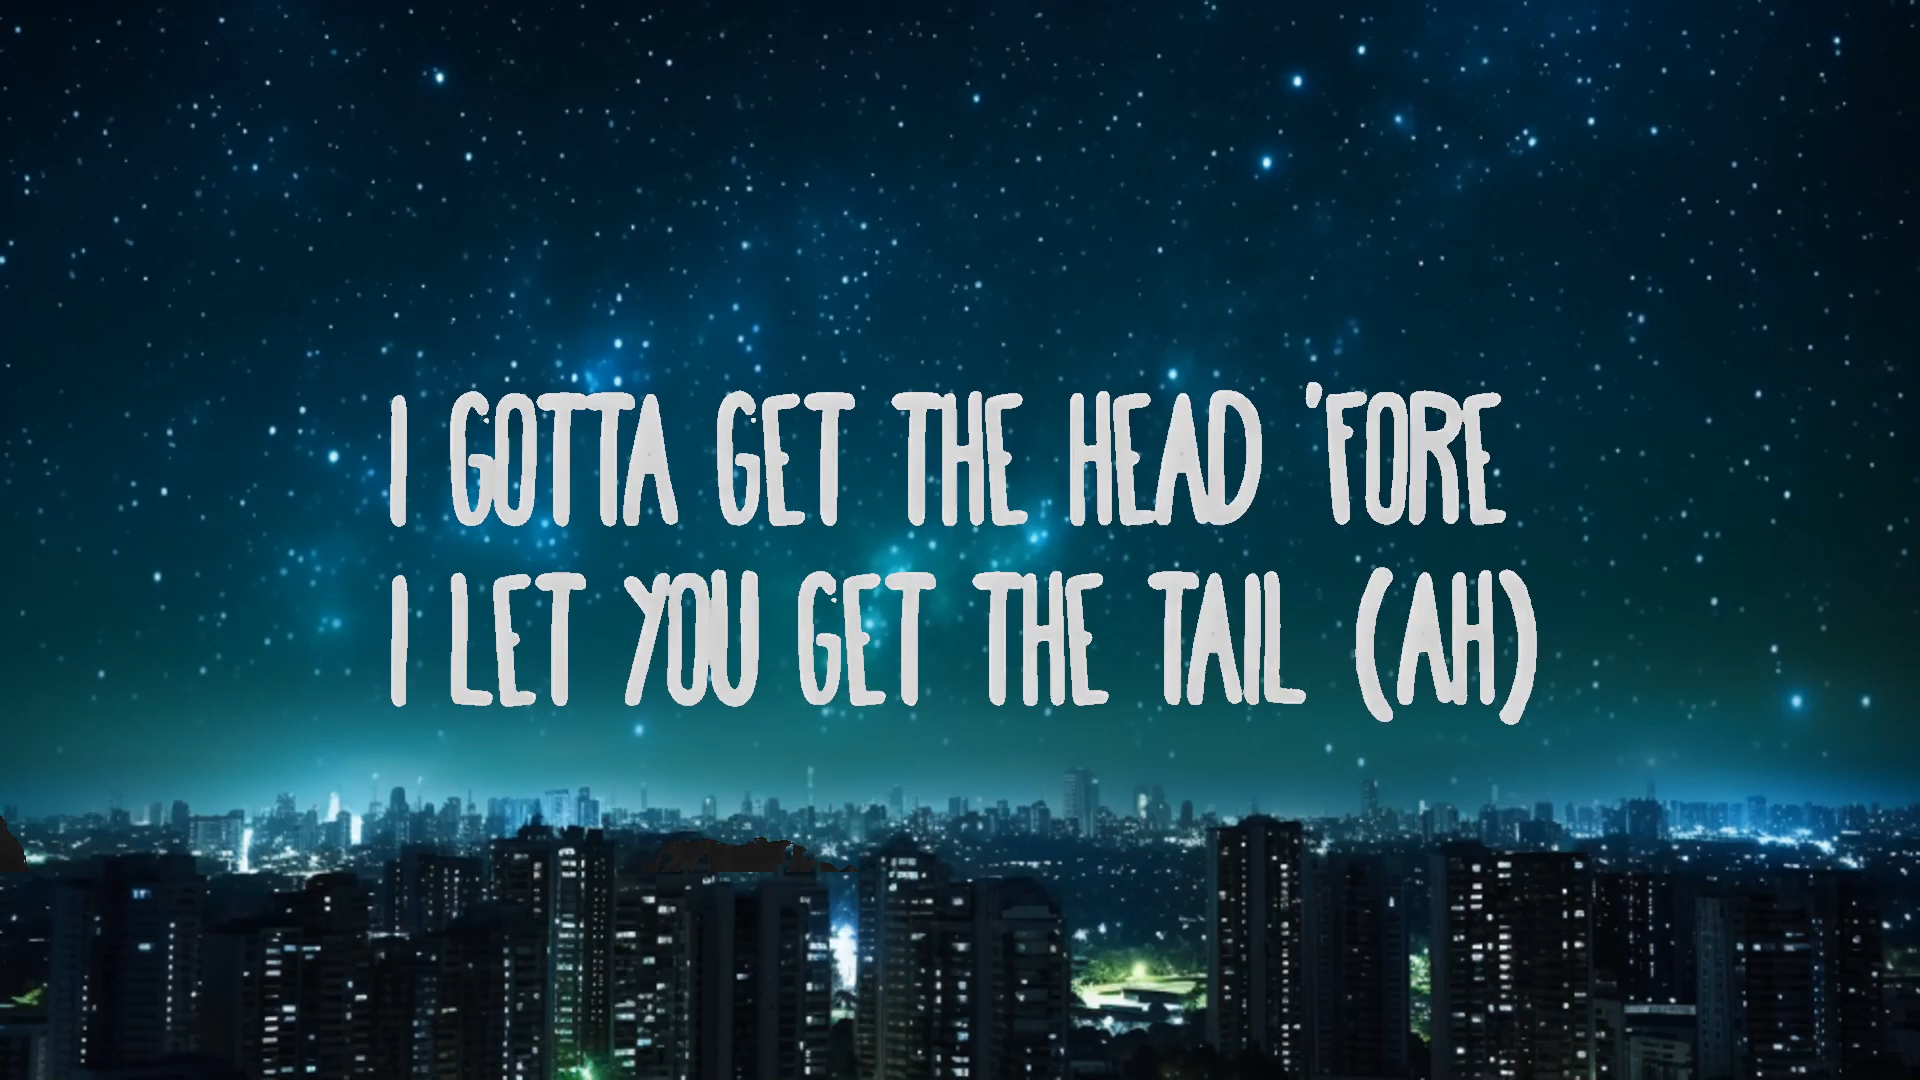 I GOTTA GET THE HEAD 'FORE
I LET YOU GET THE TAIL (AH)